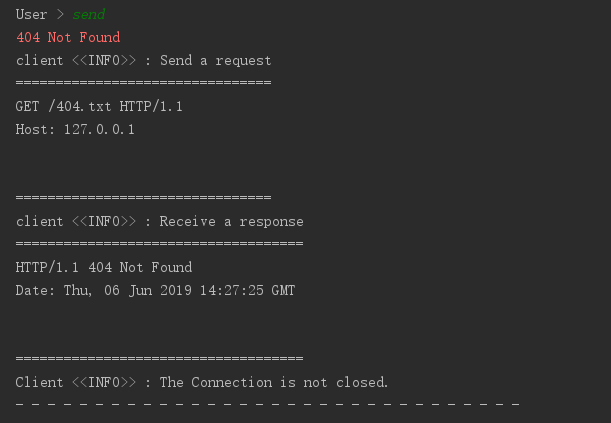 User > send
404 Not Found
client <<INFO>> : Send a request
================================
GET /404.txt HTTP/1.1
Host: 127.0.0.1
================================
client <<INFO>> : Receive a response
====================================
HTTP/1.1 404 Not Found
Date: Thu, 06 Jun 2019 14:27:25 GMT
====================================
Client <<INFO>> : The Connection is not closed.
- - - - - - - - - - - - - - - - - - - - - - - - - - - - - - - -